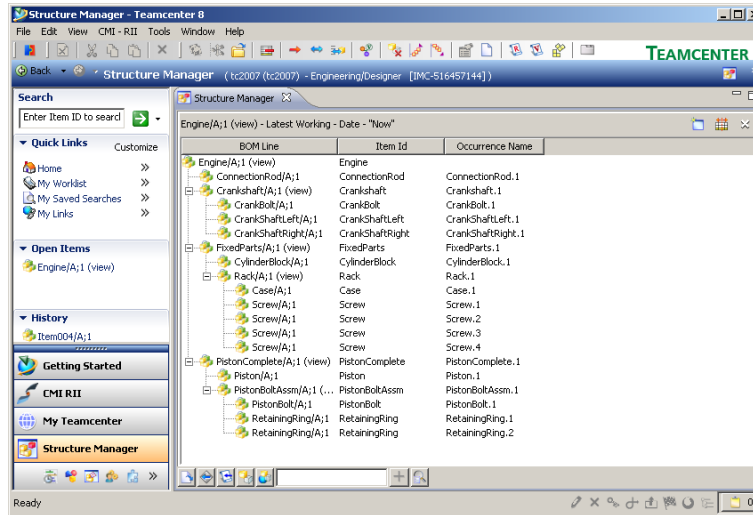 Structure Manager - Teamcenter 8
File Edit View CMI - RII Tools Window Help
TEAMCENTER
Back Structure Manager ( tc2007 (tc2007) - Engineering/Designer [IMC-516457144] )
Search
Enter Item ID to searcl
Quick Links Customize
Home
My Worklist
My Saved Searches
My Links
Open Items
Engine/A;1 (view)
History
Item004/A;1
Getting Started
CMI RII
My Teamcenter
Structure Manager
Structure Manager
Engine/A;1 (view) - Latest Working - Date - "Now"
BOM Line Item Id Occurrence Name
Engine/A;1 (view) Engine
ConnectionRod/A;1 ConnectionRod ConnectionRod.1
Crankshaft/A;1 (view) Crankshaft Crankshaft.1
CrankBolt/A;1 CrankBolt CrankBolt.1
CrankShaftLeft/A;1 CrankShaftLeft CrankShaftLeft.1
CrankShaftRight/A;1 CrankShaftRight CrankShaftRight.1
FixedParts/A;1 (view) FixedParts FixedParts.1
CylinderBlock/A;1 CylinderBlock CylinderBlock.1
Rack/A;1 (view) Rack Rack.1
Case/A;1 Case Case.1
Screw/A;1 Screw Screw.1
Screw/A;1 Screw Screw.2
Screw/A;1 Screw Screw.3
Screw/A;1 Screw Screw.4
PistonComplete/A;1 (view) PistonComplete PistonComplete.1
Piston/A;1 Piston Piston.1
PistonBoltAssm/A;1 (... PistonBoltAssm PistonBoltAssm.1
PistonBolt/A;1 PistonBolt PistonBolt.1
RetainingRing/A;1 RetainingRing RetainingRing.1
RetainingRing/A;1 RetainingRing RetainingRing.2
Ready